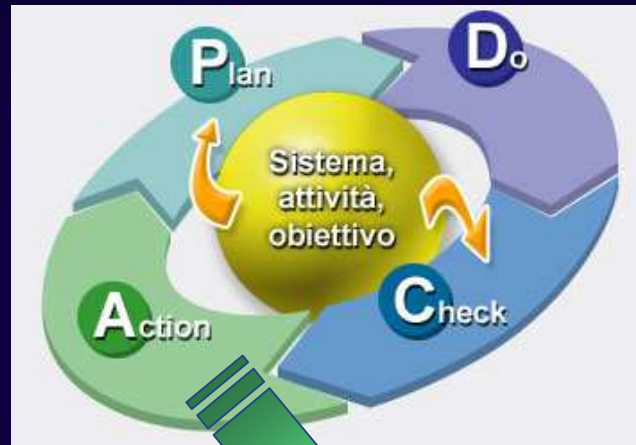 Plan
Do
Sistema,
attività,
obiettivo
Action
Check